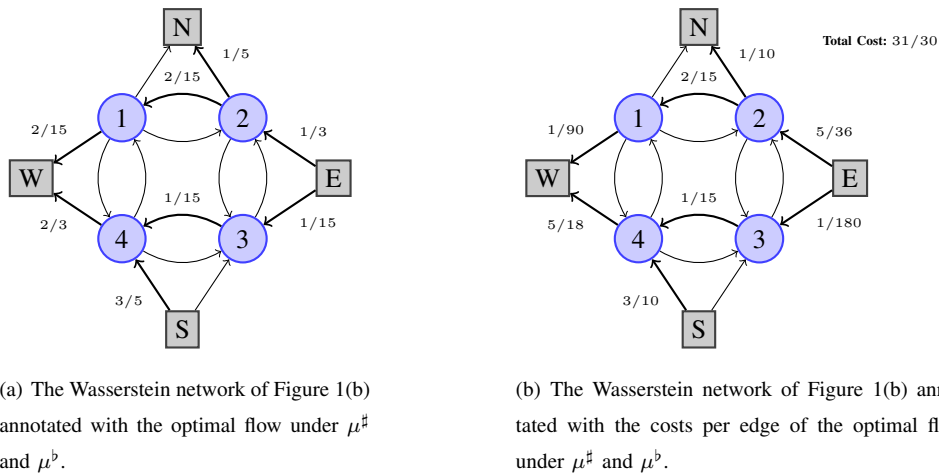 N
1/5
2/15
1
2
2/15
1/3
W
E
1/15
2/3
1/15
4
3
3/5
S
(a) The Wasserstein network of Figure 1(b)
annotated with the optimal flow under μ♯
and μ♭.
N
Total Cost: 31/30
1/10
2/15
1
2
1/90
5/36
W
E
1/15
5/18
1/180
4
3
3/10
S
(b) The Wasserstein network of Figure 1(b) ann
tated with the costs per edge of the optimal fl
under μ♯ and μ♭.